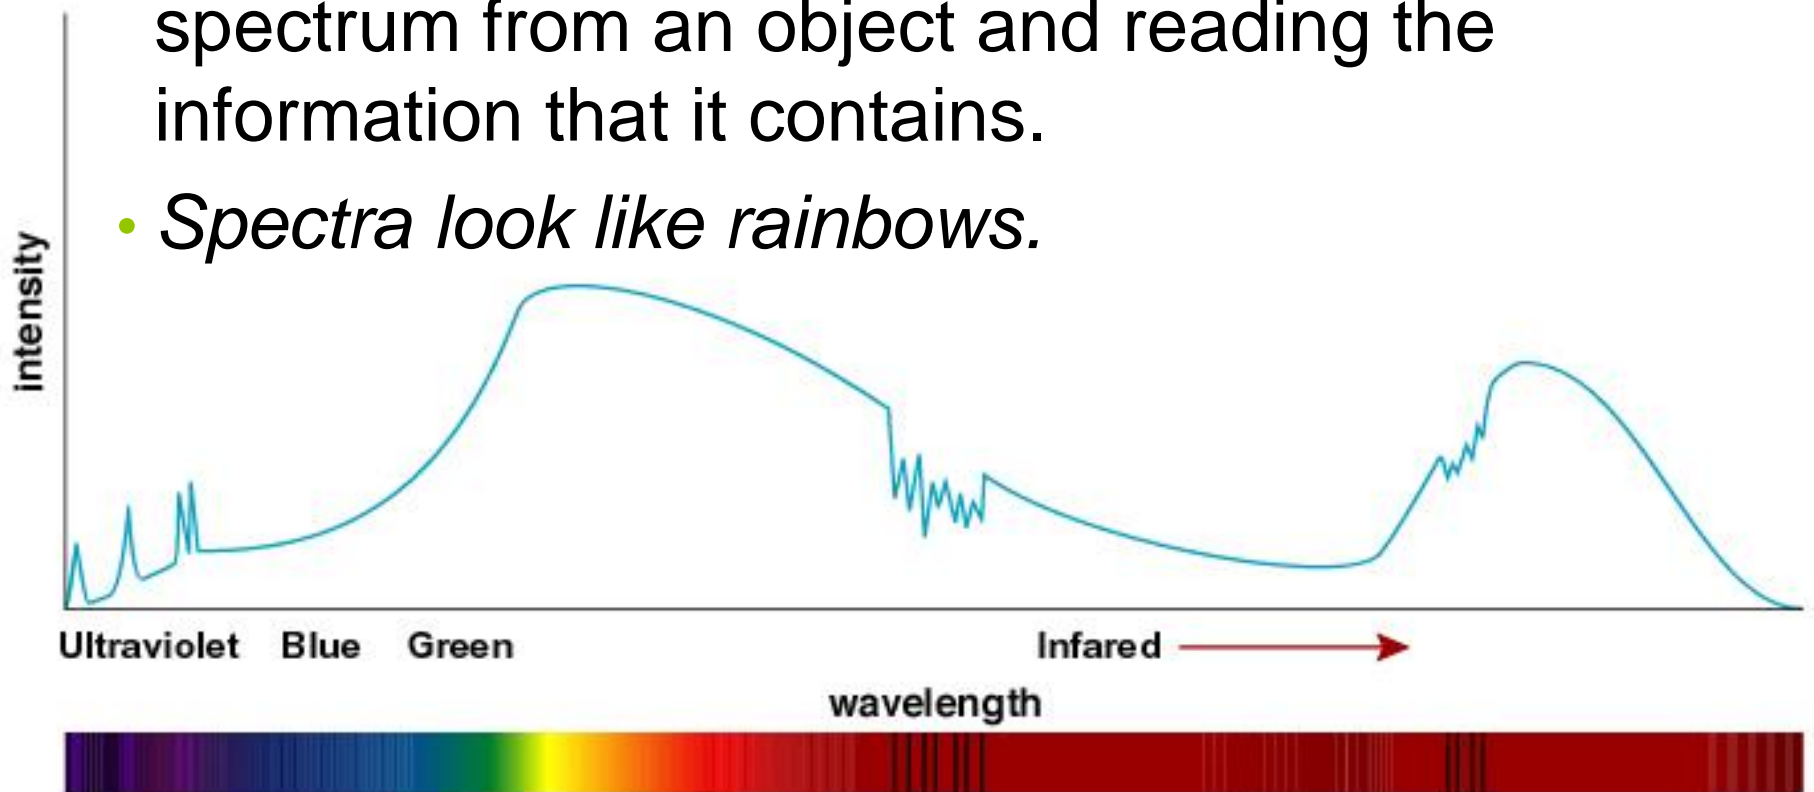 spectrum from an object and reading the
information that it contains.
• Spectra look like rainbows.
intensity
Ultraviolet Blue Green Infared
wavelength